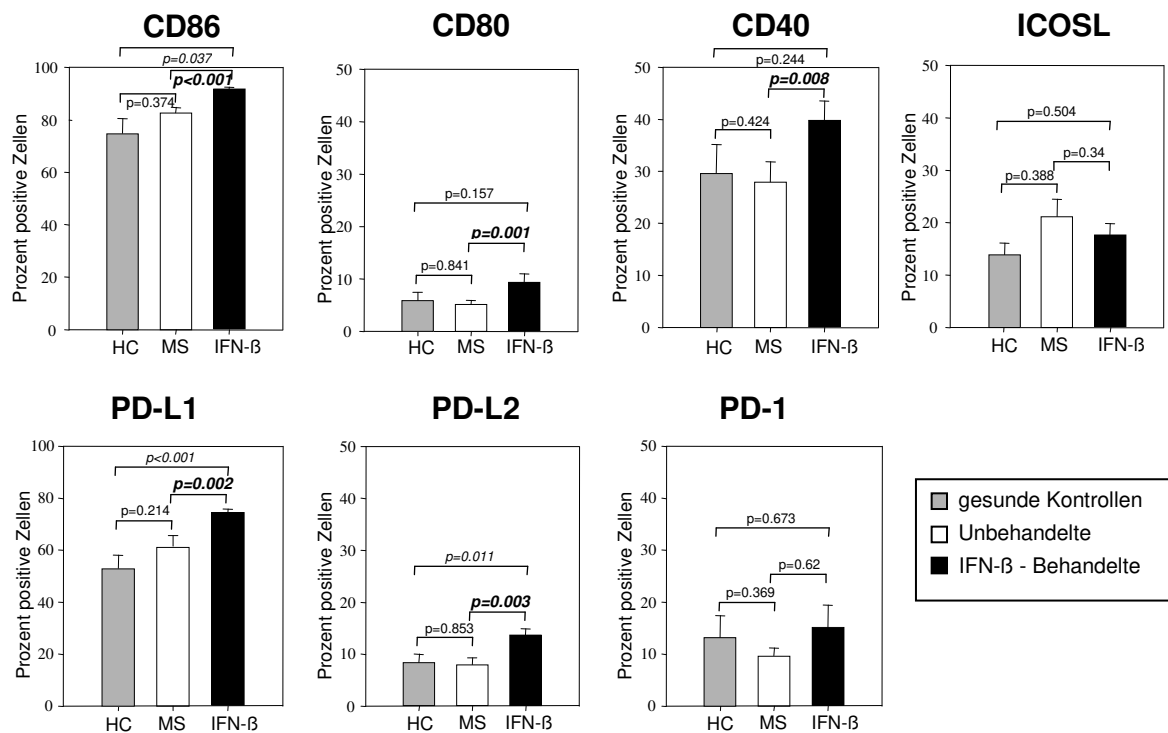 CD86
p=0.037
p<0.001
p=0.374
Prozent positive Zellen
100
80
60
40
20
0
HC MS IFN-ß
CD80
p=0.157
p=0.001
p=0.841
Prozent positive Zellen
50
40
30
20
10
0
HC MS IFN-ß
CD40
p=0.244
p=0.008
p=0.424
Prozent positive Zellen
50
40
30
20
10
0
HC MS IFN-ß
ICOSL
p=0.504
p=0.34
p=0.388
Prozent positive Zellen
50
40
30
20
10
0
HC MS IFN-ß
PD-L1
p<0.001
p=0.002
p=0.214
Prozent positive Zellen
100
80
60
40
20
0
HC MS IFN-ß
PD-L2
p=0.011
p=0.003
p=0.853
Prozent positive Zellen
50
40
30
20
10
0
HC MS IFN-ß
PD-1
p=0.673
p=0.62
p=0.369
Prozent positive Zellen
50
40
30
20
10
0
HC MS IFN-ß
gesunde Kontrollen
Unbehandelte
IFN-ß - Behandelte